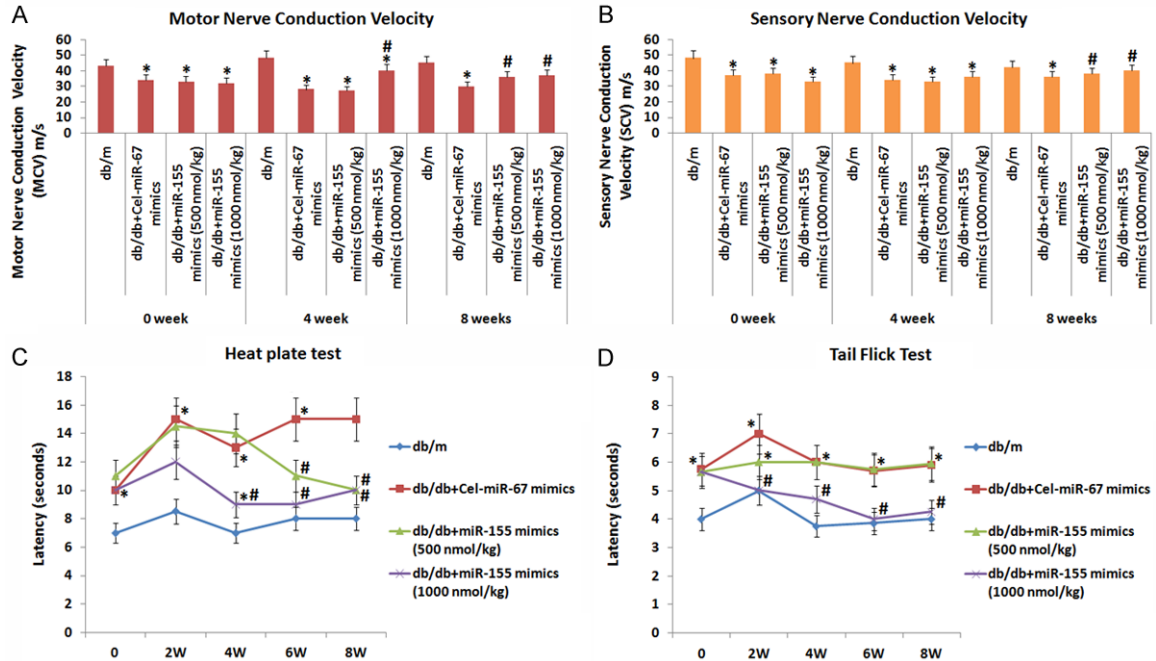 A
Motor Nerve Conduction Velocity
Motor Nerve Conduction Velocity
(MCV) m/s
60
50
40
30
20
10
0
* * * * * # * * # #
db/m
db/db+Cel-miR-67
mimics
db/db+miR-155
mimics (500 nmol/kg)
db/db+miR-155
mimics (1000 nmol/kg)
db/m
db/db+Cel-miR-67
mimics
db/db+miR-155
mimics (500 nmol/kg)
db/db+miR-155
mimics (1000 nmol/kg)
db/m
db/db+Cel-miR-67
mimics
db/db+miR-155
mimics (500 nmol/kg)
db/db+miR-155
mimics (1000 nmol/kg)
0 week
4 week
8 weeks
B
Sensory Nerve Conduction Velocity
Sensory Nerve Conduction
Velocity (SCV) m/s
60
50
40
30
20
10
0
* * * * * * * # #
db/m
db/db+Cel-miR-67
mimics
db/db+miR-155
mimics (500 nmol/kg)
db/db+miR-155
mimics (1000 nmol/kg)
db/m
db/db+Cel-miR-67
mimics
db/db+miR-155
mimics (500 nmol/kg)
db/db+miR-155
mimics (1000 nmol/kg)
db/m
db/db+Cel-miR-67
mimics
db/db+miR-155
mimics (500 nmol/kg)
db/db+miR-155
mimics (1000 nmol/kg)
0 week
4 week
8 weeks
C
Heat plate test
Latency (seconds)
18
16
14
12
10
8
6
4
2
0
* * * * *# # # # #
0 2W 4W 6W 8W
db/m
db/db+Cel-miR-67 mimics
db/db+miR-155 mimics
(500 nmol/kg)
db/db+miR-155 mimics
(1000 nmol/kg)
D
Tail Flick Test
Latency (seconds)
9
8
7
6
5
4
3
2
1
0
* * * * * * # # # #
0 2W 4W 6W 8W
db/m
db/db+Cel-miR-67 mimics
db/db+miR-155 mimics
(500 nmol/kg)
db/db+miR-155 mimics
(1000 nmol/kg)